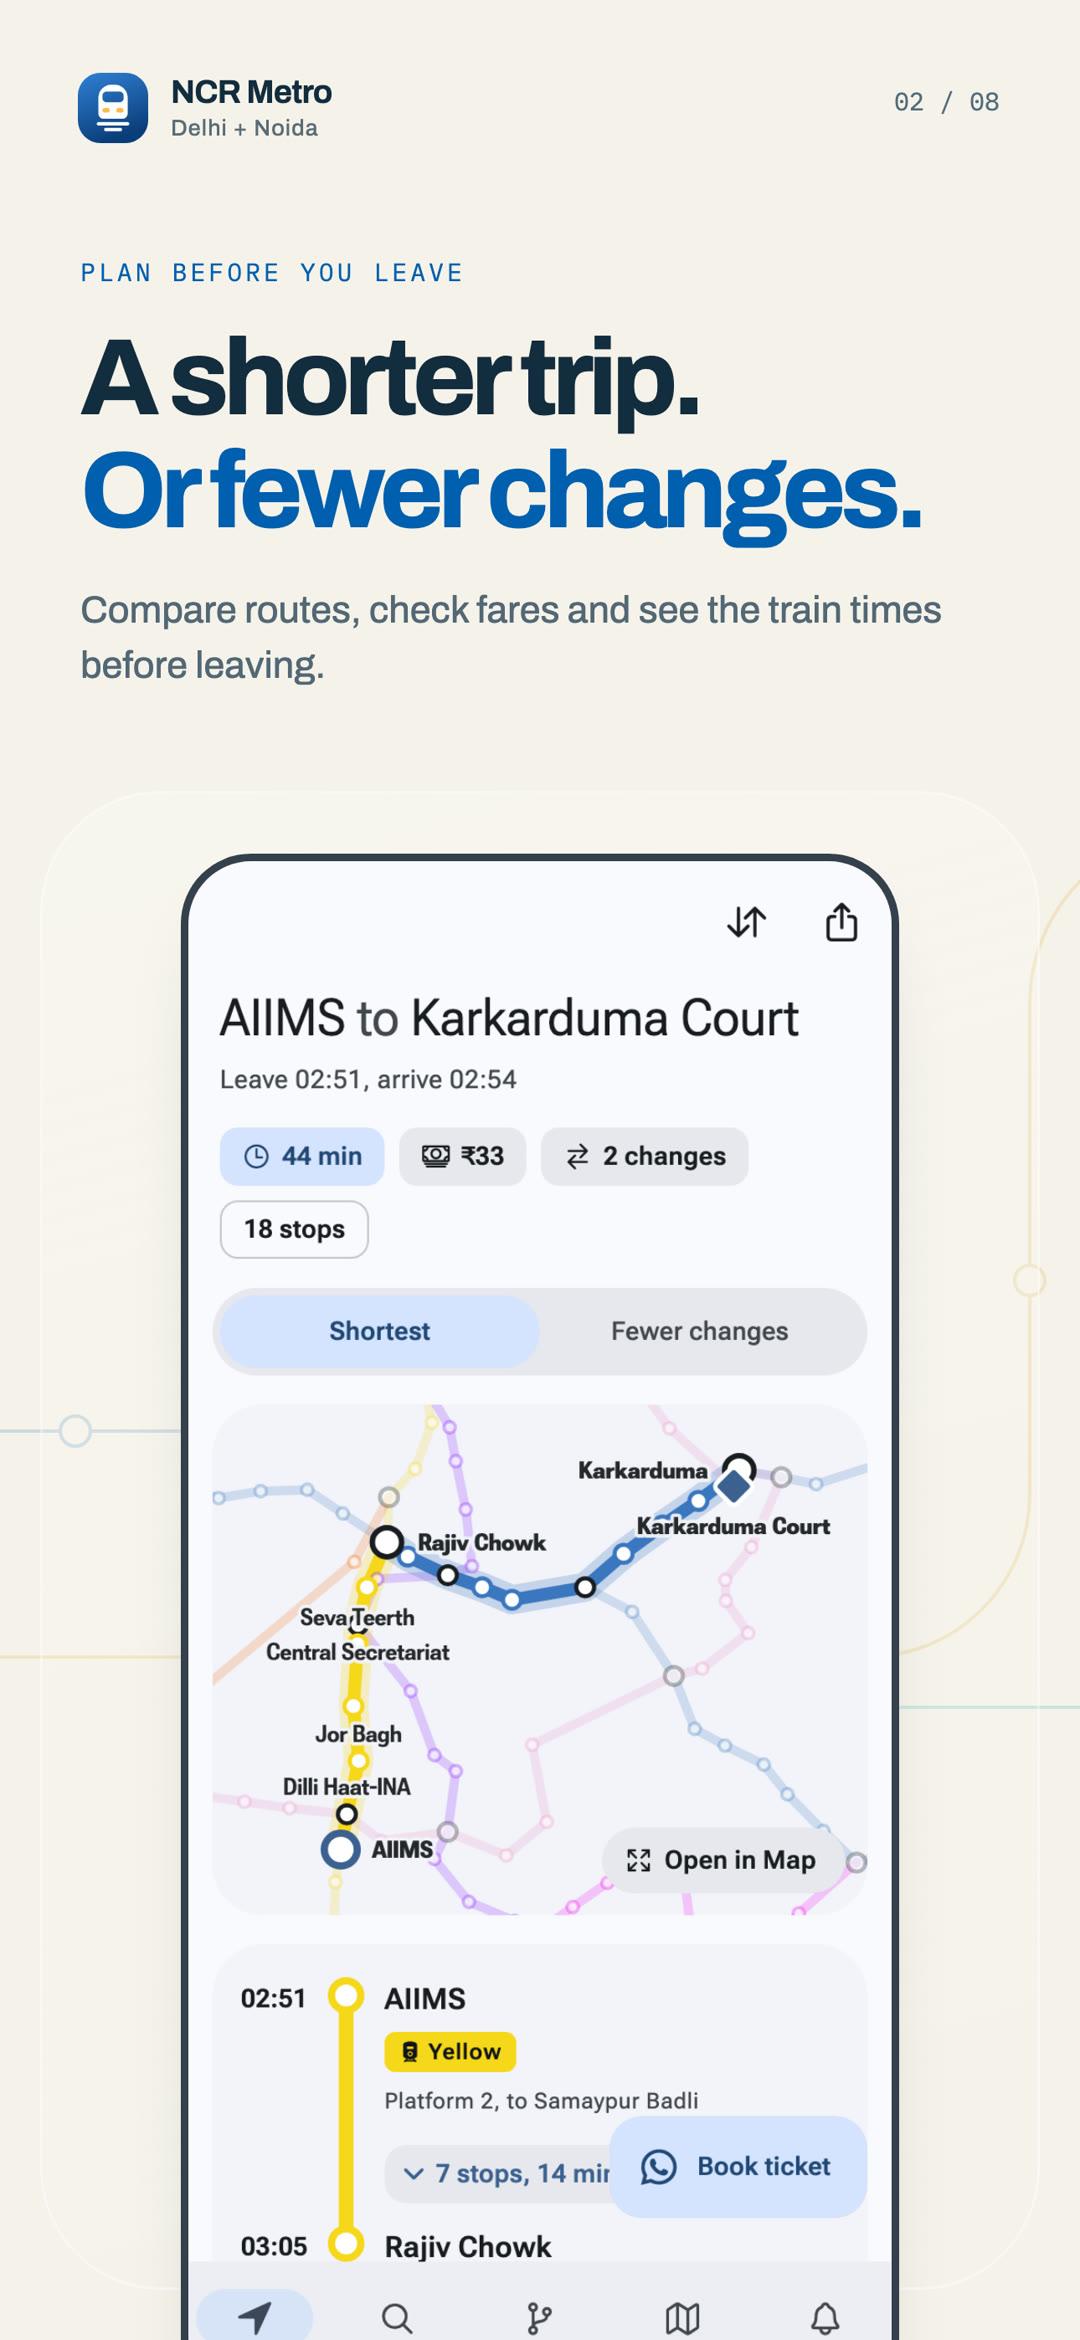 NCR Metro
Delhi + Noida
02 / 08
PLAN BEFORE YOU LEAVE
A shorter trip.
Or fewer changes.
Compare routes, check fares and see the train times
before leaving.
AIIMS to Karkarduma Court
Leave 02:51, arrive 02:54
44 min
₹33
2 changes
18 stops
Shortest
Fewer changes
Karkarduma
Karkarduma Court
Rajiv Chowk
Seva Teerth
Central Secretariat
Jor Bagh
Dilli Haat-INA
AIIMS
Open in Map
02:51
AIIMS
Yellow
Platform 2, to Samaypur Badli
7 stops, 14 min
Book ticket
03:05
Rajiv Chowk